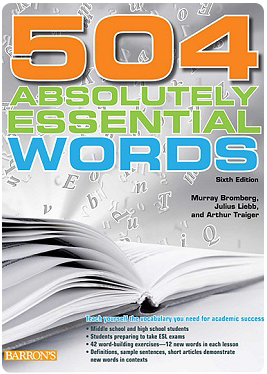 504
ABSOLUTELY
ESSENTIAL
WORDS
Sixth Edition
Murray Bromberg,
Julius Liebb,
and Arthur Traiger
Teach yourself the vocabulary you need for academic success
• Middle school and high school students
• Students preparing to take ESL exams
• 42 word-building exercises—12 new words in each lesson
• Definitions, sample sentences, short articles demonstrate
new words in contexts
BARRON'S